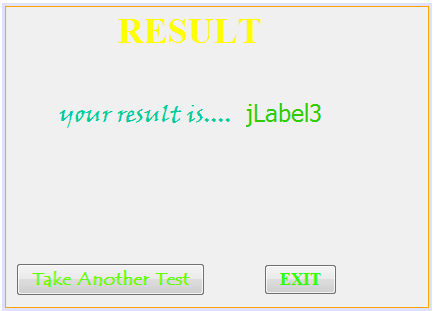 RESULT
your result is.... jLabel3
Take Another Test EXIT